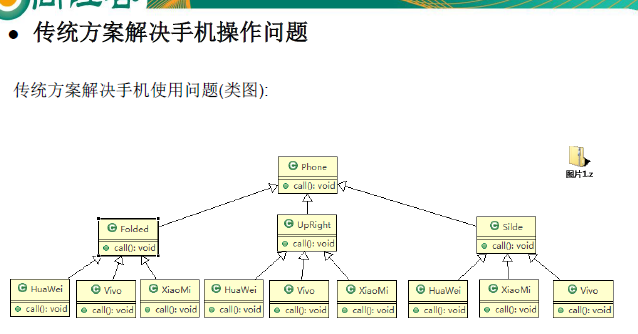 传统方案解决手机操作问题
传统方案解决手机使用问题(类图):
图片1.z
Phone
call(): void
Folded
call(): void
UpRight
call(): void
Silde
call(): void
HuaWei
call(): void
Vivo
call(): void
XiaoMi
call(): void
HuaWei
call(): void
Vivo
call(): void
XiaoMi
call(): void
HuaWei
call(): void
XiaoMi
call(): void
Vivo
call(): void